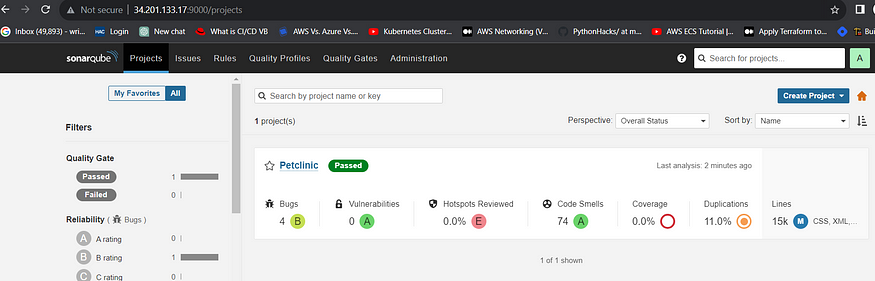 Not secure | 34.201.133.17:9000/projects
Inbox (49,893) - wri... HAC Login New chat What is CI/CD VB AWS Vs. Azure Vs.... Kubernetes Cluster... AWS Networking (V... PythonHacks/ at m... AWS ECS Tutorial |... Apply Terraform to... Buil
sonarqube Projects Issues Rules Quality Profiles Quality Gates Administration ? Search for projects... A
My Favorites All
Search by project name or key Create Project
1 project(s) Perspective: Overall Status Sort by: Name
Filters
Quality Gate
Passed 1
Failed 0
Reliability ( Bugs )
A A rating 0
B B rating 1
C C rating 0
Petclinic Passed Last analysis: 2 minutes ago
Bugs Vulnerabilities Hotspots Reviewed Code Smells Coverage Duplications Lines
4 B 0 A 0.0% E 74 A 0.0% 11.0% 15k M CSS, XML,...
1 of 1 shown